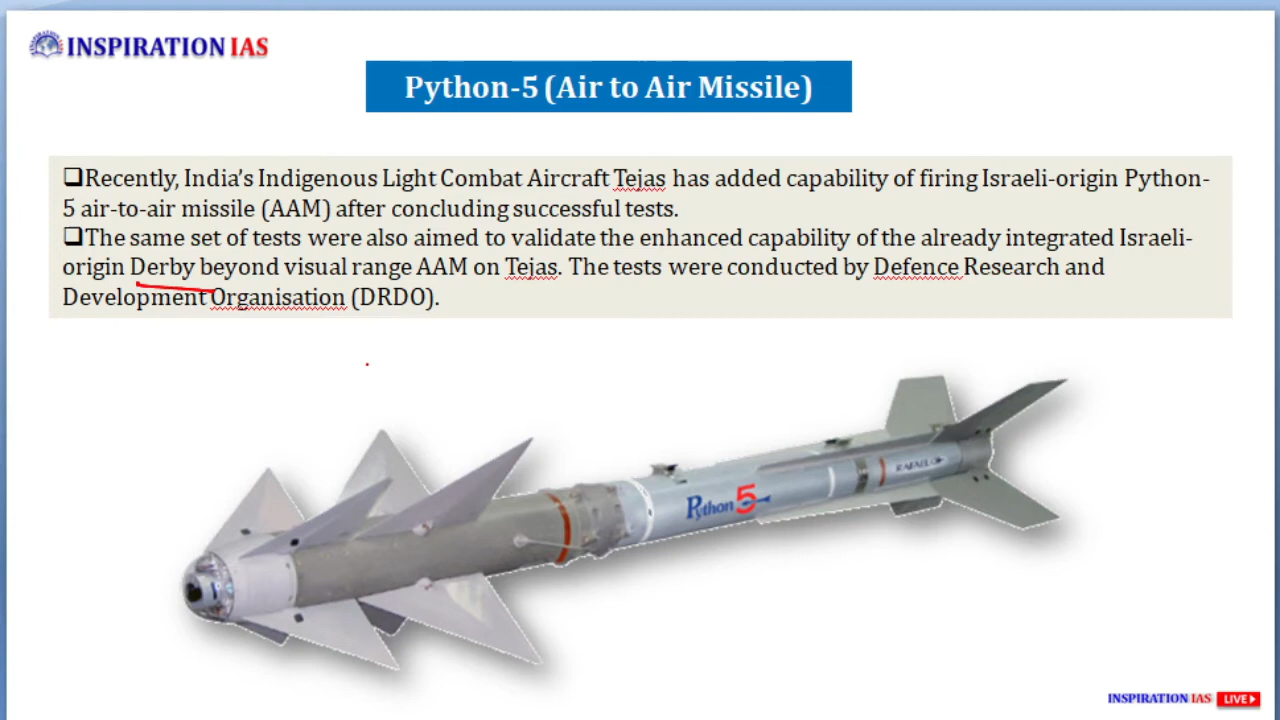 INSPIRATION IAS
Python-5 (Air to Air Missile)
❑Recently, India's Indigenous Light Combat Aircraft Tejas has added capability of firing Israeli-origin Python-
5 air-to-air missile (AAM) after concluding successful tests.
❑The same set of tests were also aimed to validate the enhanced capability of the already integrated Israeli-
origin Derby beyond visual range AAM on Tejas. The tests were conducted by Defence Research and
Development Organisation (DRDO).
RAFAEL
Python 5
INSPIRATION IAS LIVE